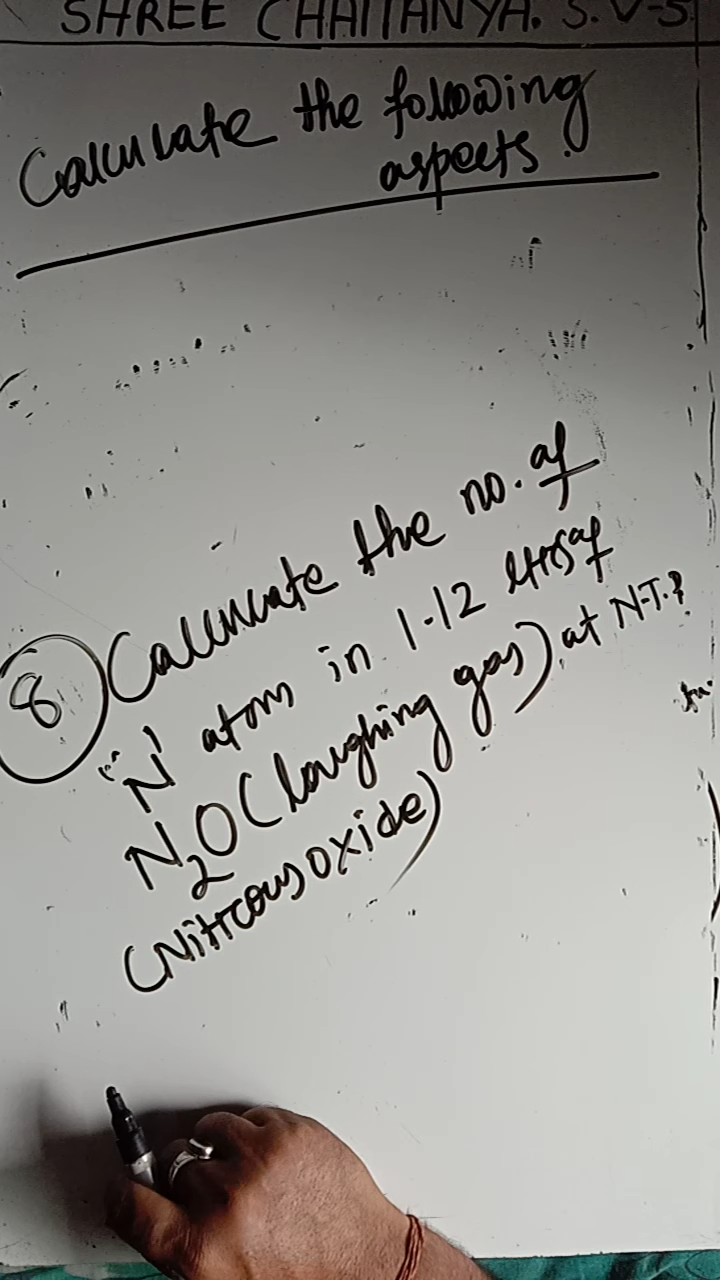 SHREE CHAITANYA. S. V-5
Calculate the following
aspects.
8 Calculate the no. of
"N" atom in 1.12 ltrs of
N2O (laughing gas) at N.T.P
(Nitrous oxide)